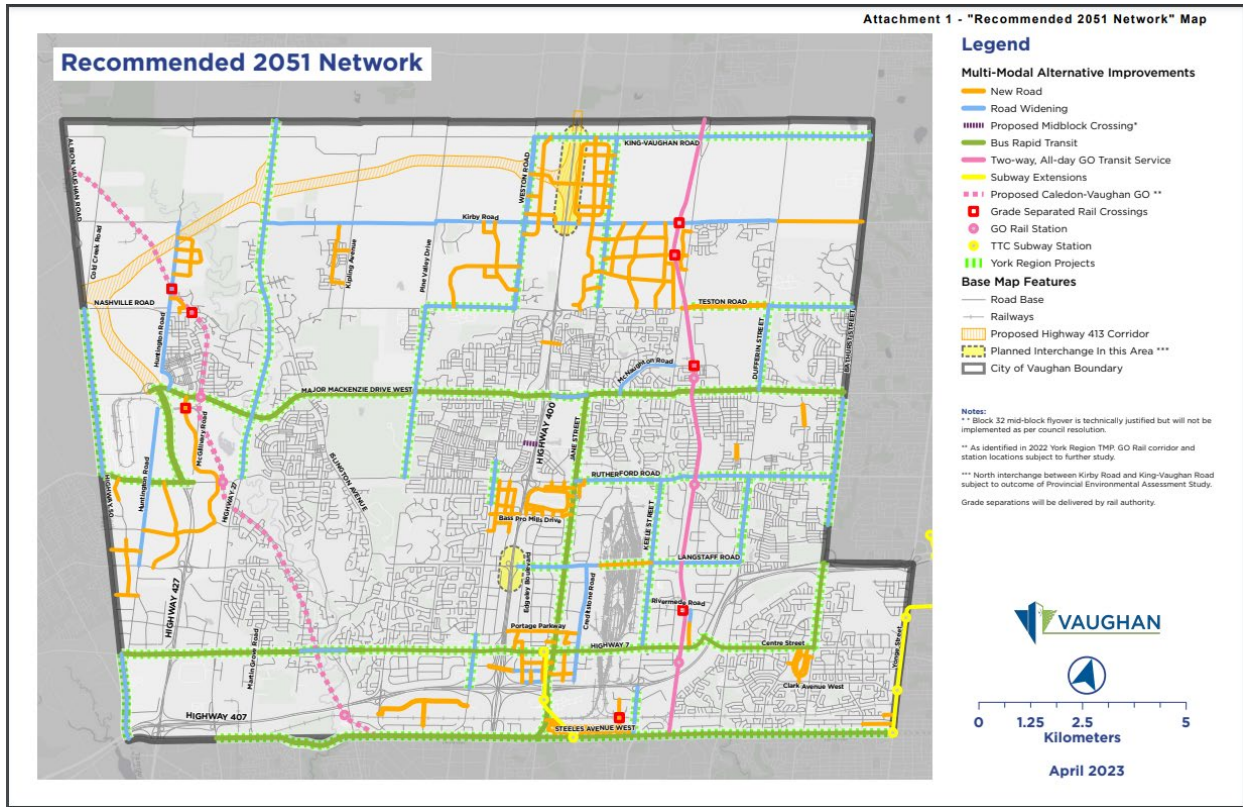 Attachment 1 - "Recommended 2051 Network" Map
Recommended 2051 Network
KING-VAUGHAN ROAD
ALBION VAUGHAN ROAD
WESTON ROAD
Kirby Road
Cold Creek Road
Kipling Avenue
Pine Valley Drive
NASHVILLE ROAD
TESTON ROAD
Huntington Road
DUFFERIN STREET
BATHURST STREET
McNaughton Road
MAJOR MACKENZIE DRIVE WEST
HIGHWAY 400
JANE STREET
McGillivray Road
ISLINGTON AVENUE
RUTHERFORD ROAD
HIGHWAY 50
Huntington Road
HIGHWAY 27
Bass Pro Mills Drive
KEELE STREET
LANGSTAFF ROAD
Edgeley Boulevard
Creditstone Road
Rivermede Road
HIGHWAY 427
Portage Parkway
HIGHWAY 7
Centre Street
Martin Grove Road
Yonge Street
Clark Avenue West
HIGHWAY 407
STEELES AVENUE WEST
Legend
Multi-Modal Alternative Improvements
New Road
Road Widening
Proposed Midblock Crossing*
Bus Rapid Transit
Two-way, All-day GO Transit Service
Subway Extensions
Proposed Caledon-Vaughan GO **
Grade Separated Rail Crossings
GO Rail Station
TTC Subway Station
York Region Projects
Base Map Features
Road Base
Railways
Proposed Highway 413 Corridor
Planned Interchange In this Area ***
City of Vaughan Boundary
Notes:
* * Block 32 mid-block flyover is technically justified but will not be
implemented as per council resolution.
** As identified in 2022 York Region TMP, GO Rail corridor and
station locations subject to further study.
*** North interchange between Kirby Road and King-Vaughan Road
subject to outcome of Provincial Environmental Assessment Study.
Grade separations will be delivered by rail authority.
VAUGHAN
0 1.25 2.5 5
Kilometers
April 2023